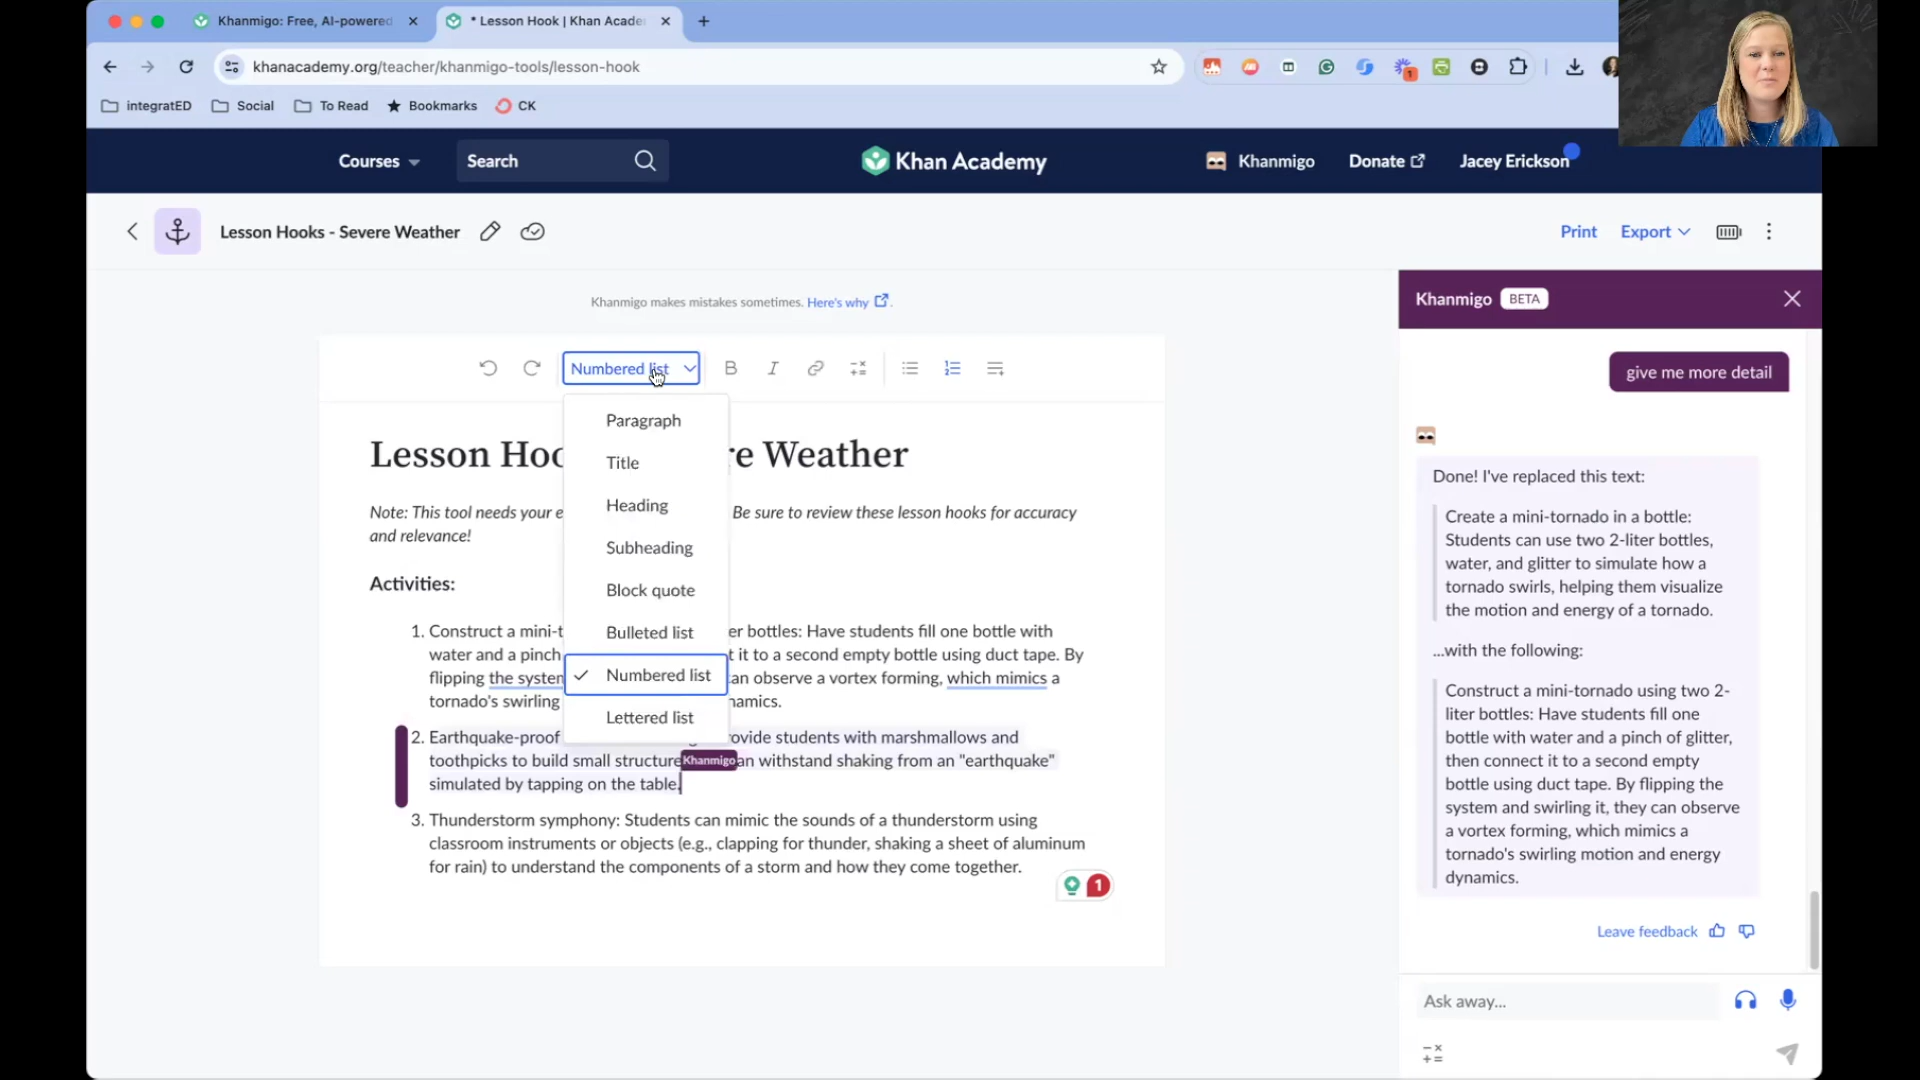 Khanmigo: Free, AI-powered
* Lesson Hook | Khan Acade
khanacademy.org/teacher/khanmigo-tools/lesson-hook
1
integratED
Social
To Read
Bookmarks
CK
Courses
Search
Khan Academy
Khanmigo
Donate
Jacey Erickson
Lesson Hooks - Severe Weather
Print
Export
Khanmigo makes mistakes sometimes. Here's why .
Numbered list
B I
Paragraph
Title
Heading
Subheading
Block quote
Bulleted list
Numbered list
Lettered list
Lesson Hoo re Weather
Note: This tool needs your e Be sure to review these lesson hooks for accuracy
and relevance!
Activities:
1. Construct a mini-t er bottles: Have students fill one bottle with
water and a pinch t it to a second empty bottle using duct tape. By
flipping the system an observe a vortex forming, which mimics a
tornado's swirling namics.
2. Earthquake-proof rovide students with marshmallows and
toothpicks to build small structure Khanmigo an withstand shaking from an "earthquake"
simulated by tapping on the table.
3. Thunderstorm symphony: Students can mimic the sounds of a thunderstorm using
classroom instruments or objects (e.g., clapping for thunder, shaking a sheet of aluminum
for rain) to understand the components of a storm and how they come together.
1
Khanmigo BETA
give me more detail
Done! I've replaced this text:
Create a mini-tornado in a bottle:
Students can use two 2-liter bottles,
water, and glitter to simulate how a
tornado swirls, helping them visualize
the motion and energy of a tornado.
...with the following:
Construct a mini-tornado using two 2-
liter bottles: Have students fill one
bottle with water and a pinch of glitter,
then connect it to a second empty
bottle using duct tape. By flipping the
system and swirling it, they can observe
a vortex forming, which mimics a
tornado's swirling motion and energy
dynamics.
Leave feedback
Ask away...